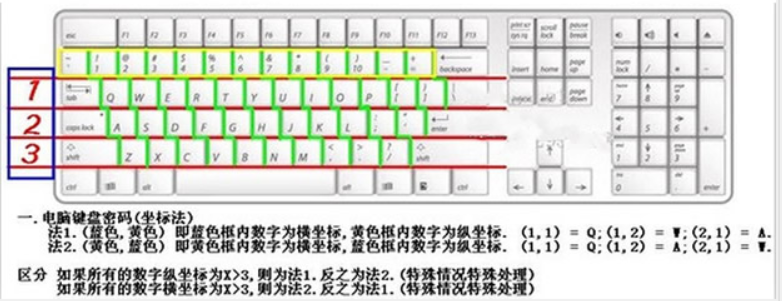 esc F1 F2 F3 F4 F5 F6 F7 F8 F9 F10 F11 F12 F13 scroll lock pause break
1 2 3 4 5 6 7 8 9 10 backspace insert home page up num lock / *
1 tab Q W E R T Y U I O P [ ] \ end page down 7 8 9
2 caps lock A S D F G H J K L ; enter 4 5 6 +
3 shift Z X C V B N M < , > . ? / shift 1 2 3
ctrl alt alt ctrl 0 enter
一.电脑键盘密码(坐标法)
法1.(蓝色,黄色) 即蓝色框内数字为横坐标,黄色框内数字为纵坐标. (1,1) = Q;(1,2) = W;(2,1) = A.
法2.(黄色,蓝色) 即黄色框内数字为横坐标,蓝色框内数字为纵坐标. (1,1) = Q;(1,2) = A;(2,1) = W.
区分 如果所有的数字纵坐标为X>3,则为法1.反之为法2.(特殊情况特殊处理)
如果所有的数字横坐标为X>3,则为法2.反之为法1.(特殊情况特殊处理)